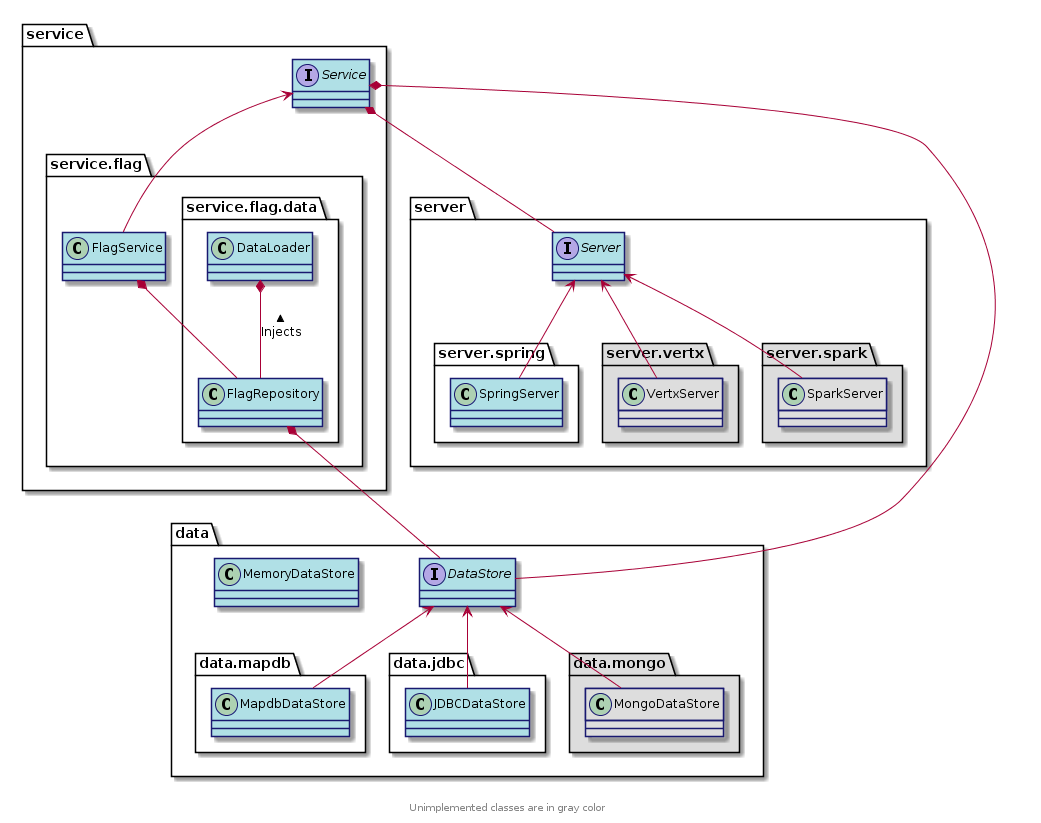 service
I Service
service.flag
service.flag.data
server
C FlagService
C DataLoader
I Server
▲
Injects
server.spring
server.vertx
server.spark
C FlagRepository
C SpringServer
C VertxServer
C SparkServer
data
C MemoryDataStore
I DataStore
data.mapdb
data.jdbc
data.mongo
C MapdbDataStore
C JDBCDataStore
C MongoDataStore
Unimplemented classes are in gray color